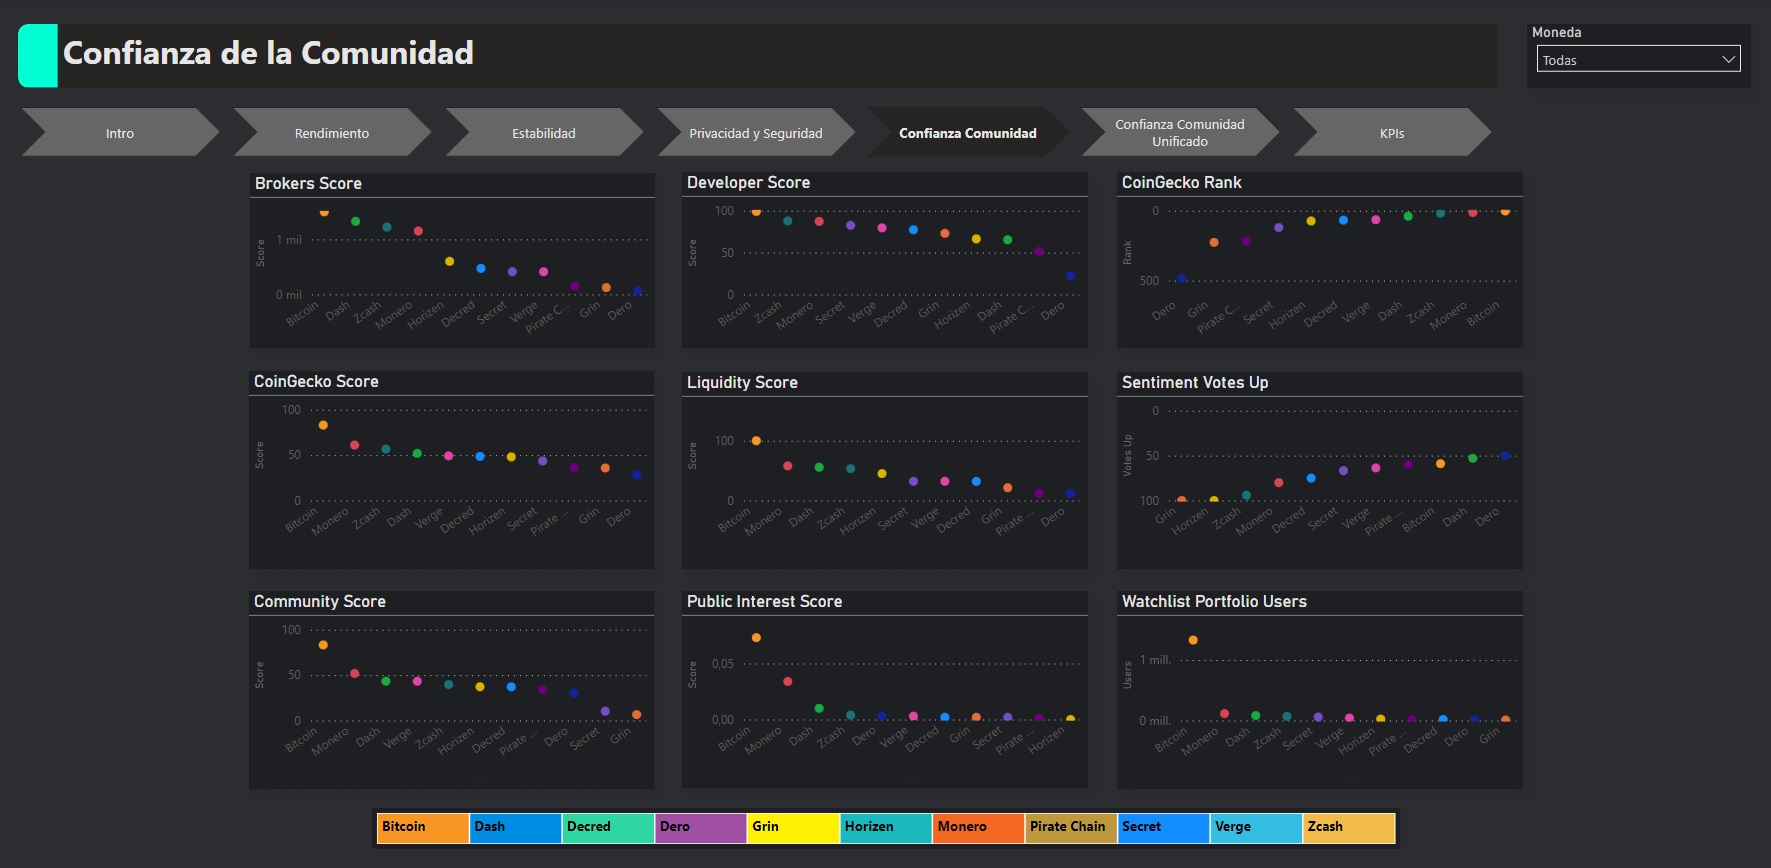 Confianza de la Comunidad
Moneda
Todas
Intro
Rendimiento
Estabilidad
Privacidad y Seguridad
Confianza Comunidad
Confianza Comunidad
Unificado
KPIs
Brokers Score
Score
1 mil
0 mil
Bitcoin
Dash
Zcash
Monero
Horizen
Decred
Secret
Verge
Pirate C...
Grin
Dero
Developer Score
Score
100
50
0
Bitcoin
Zcash
Monero
Secret
Verge
Decred
Grin
Horizen
Dash
Pirate C...
Dero
CoinGecko Rank
Rank
0
500
Dero
Grin
Pirate C...
Secret
Horizen
Decred
Verge
Dash
Zcash
Monero
Bitcoin
CoinGecko Score
Score
100
50
0
Bitcoin
Monero
Zcash
Dash
Verge
Decred
Horizen
Secret
Pirate ...
Grin
Dero
Liquidity Score
Score
100
0
Bitcoin
Monero
Dash
Zcash
Horizen
Secret
Verge
Decred
Grin
Pirate ...
Dero
Sentiment Votes Up
Votes Up
0
50
100
Grin
Horizen
Zcash
Monero
Decred
Secret
Verge
Pirate ...
Bitcoin
Dash
Dero
Community Score
Score
100
50
0
Bitcoin
Monero
Dash
Verge
Zcash
Horizen
Decred
Pirate ...
Dero
Secret
Grin
Public Interest Score
Score
0,05
0,00
Bitcoin
Monero
Dash
Zcash
Dero
Verge
Decred
Grin
Secret
Pirate ...
Horizen
Watchlist Portfolio Users
Users
1 mill.
0 mill.
Bitcoin
Monero
Dash
Zcash
Secret
Verge
Horizen
Pirate ...
Decred
Dero
Grin
Bitcoin
Dash
Decred
Dero
Grin
Horizen
Monero
Pirate Chain
Secret
Verge
Zcash